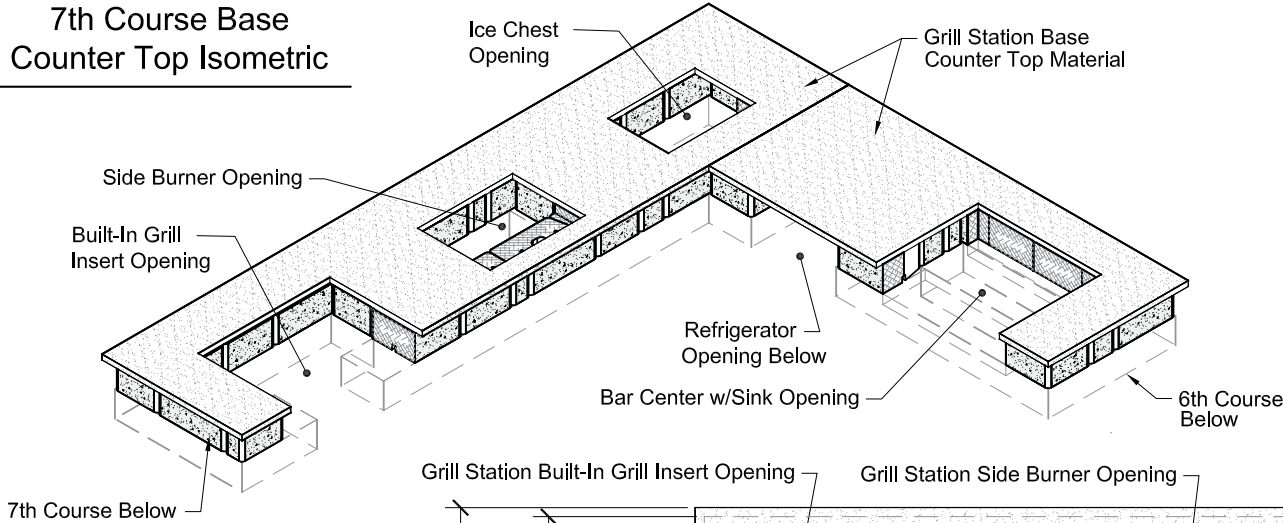 7th Course Base
Counter Top Isometric
Ice Chest
Opening
Grill Station Base
Counter Top Material
Side Burner Opening
Built-In Grill
Insert Opening
Refrigerator
Opening Below
Bar Center w/Sink Opening
6th Course
Below
7th Course Below
Grill Station Built-In Grill Insert Opening
Grill Station Side Burner Opening